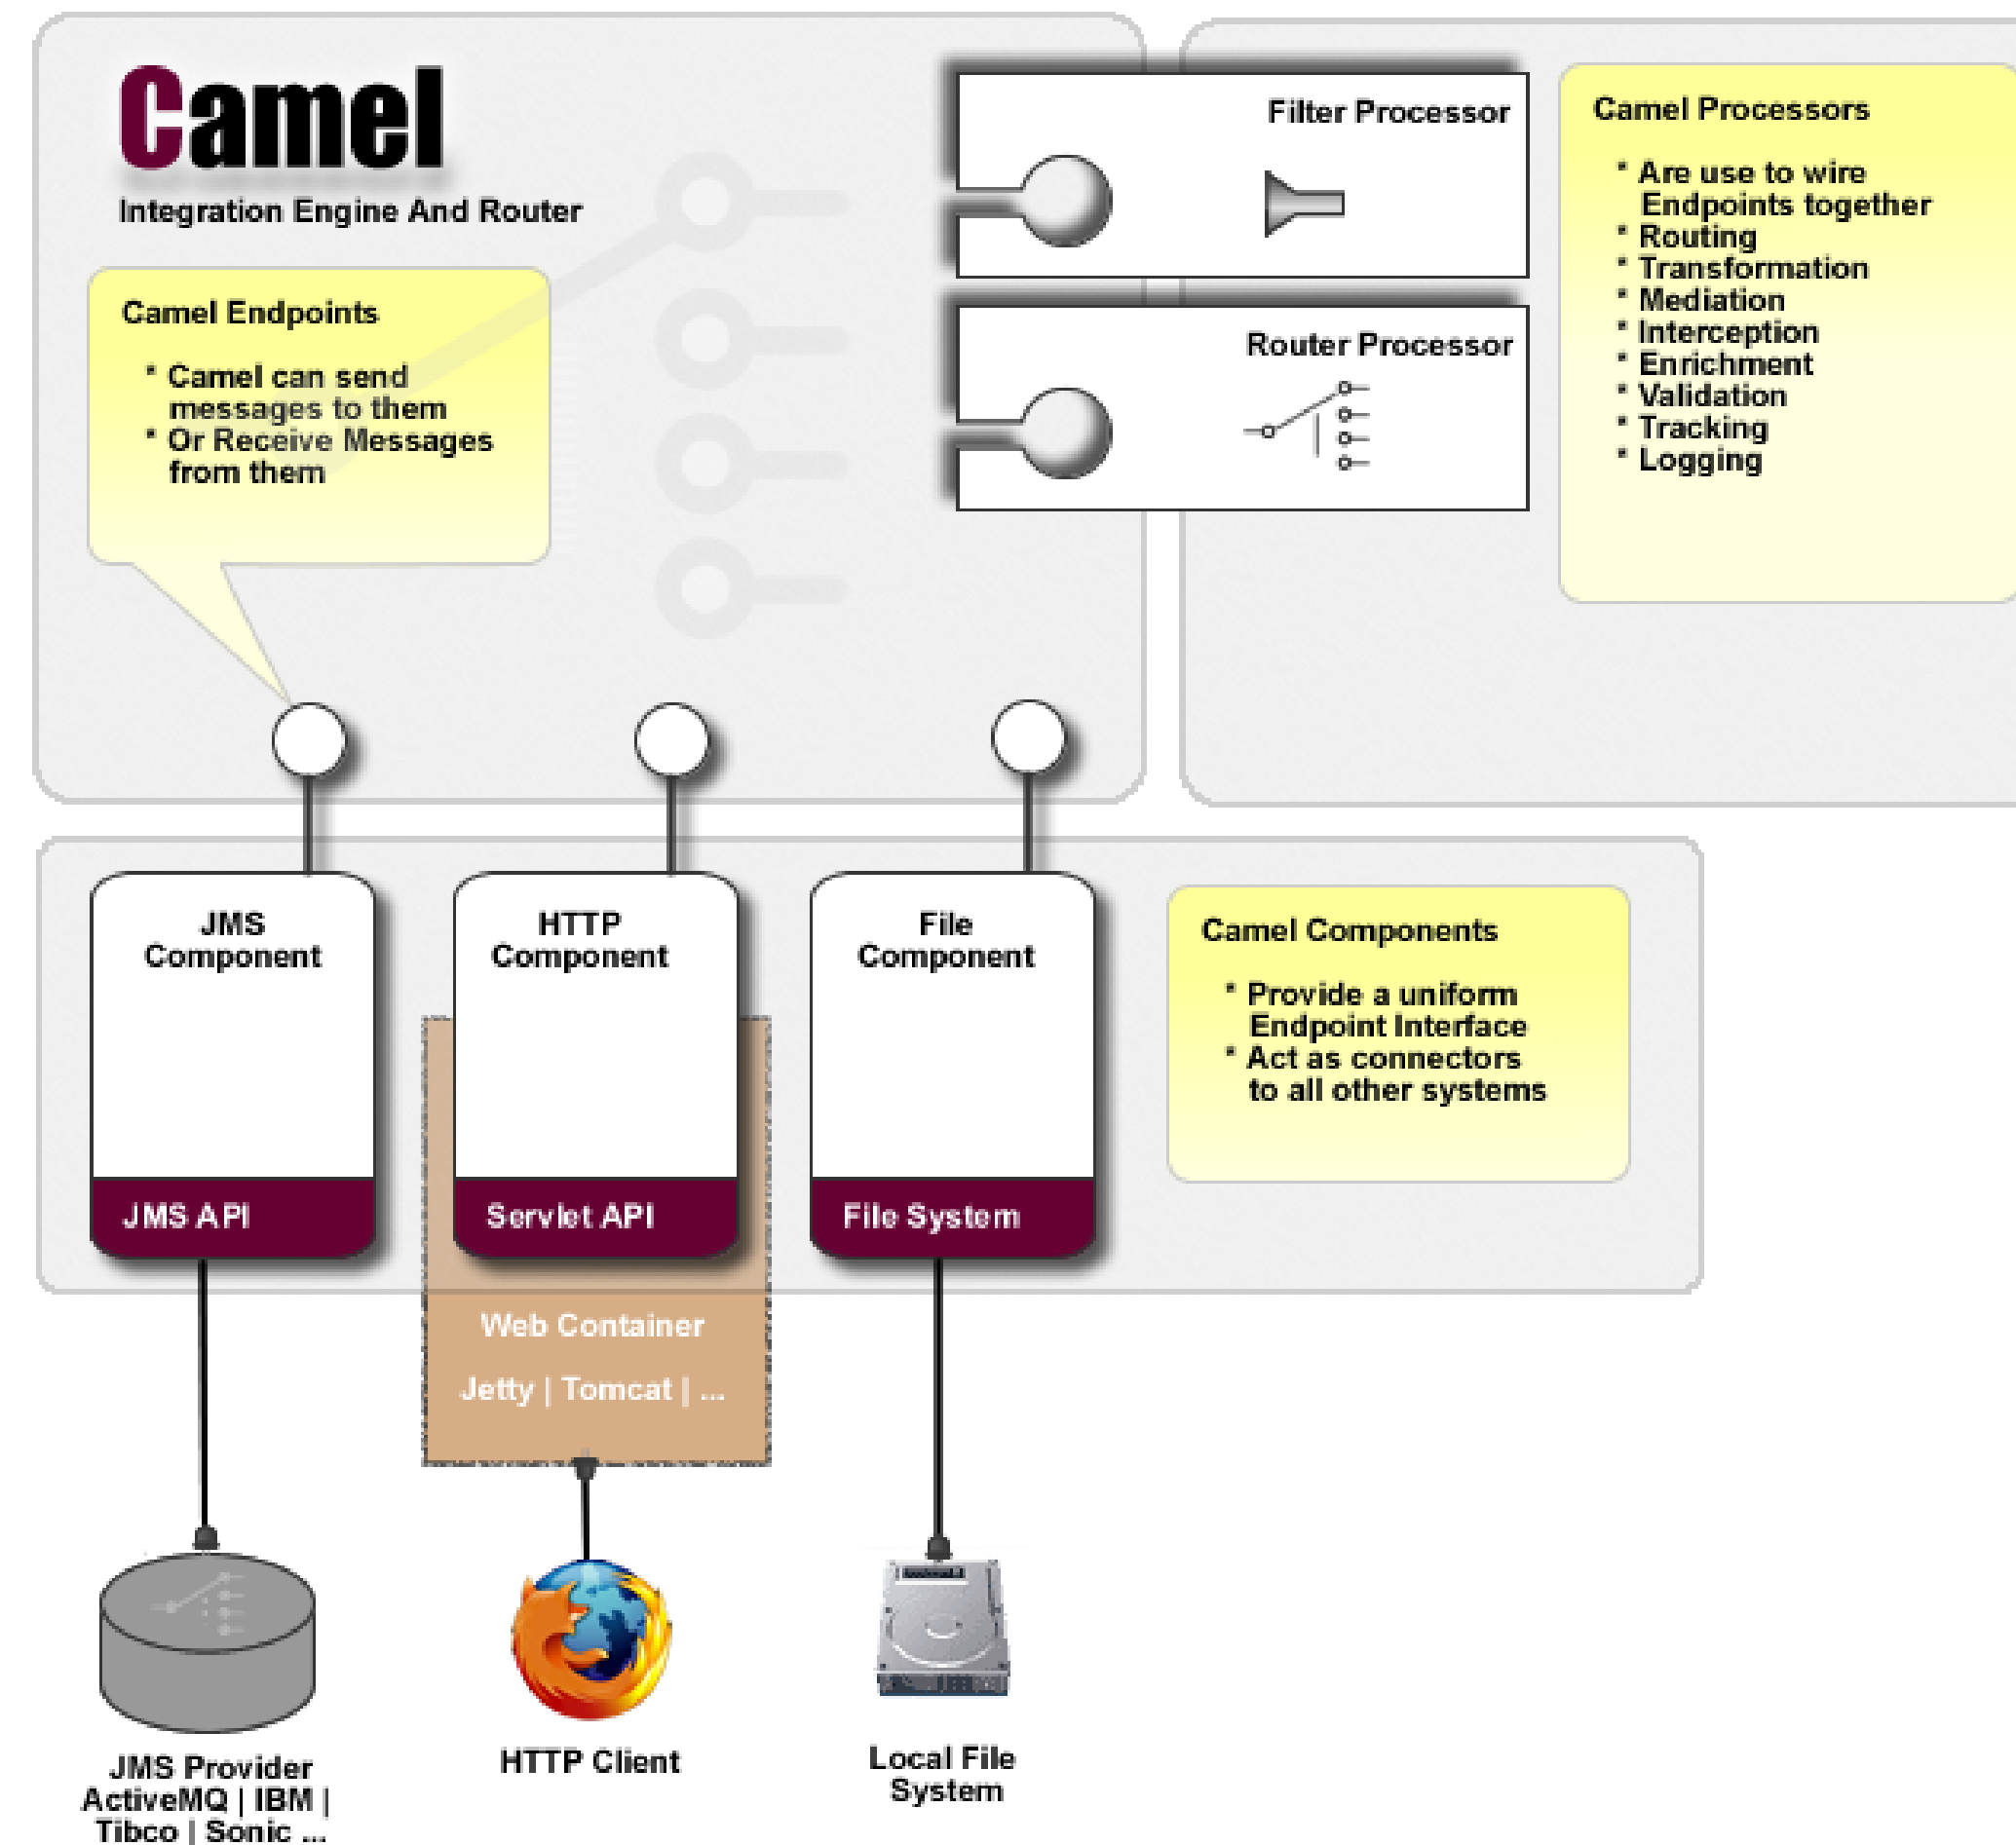 Camel
Integration Engine And Router
Camel Endpoints
* Camel can send
messages to them
* Or Receive Messages
from them
Filter Processor
Router Processor
Camel Processors
* Are use to wire
Endpoints together
* Routing
* Transformation
* Mediation
* Interception
* Enrichment
* Validation
* Tracking
* Logging
JMS
Component
JMS API
HTTP
Component
Servlet API
File
Component
File System
Camel Components
* Provide a uniform
Endpoint Interface
* Act as connectors
to all other systems
Web Container
Jetty | Tomcat | ...
JMS Provider
ActiveMQ | IBM |
Tibco | Sonic ...
HTTP Client
Local File
System